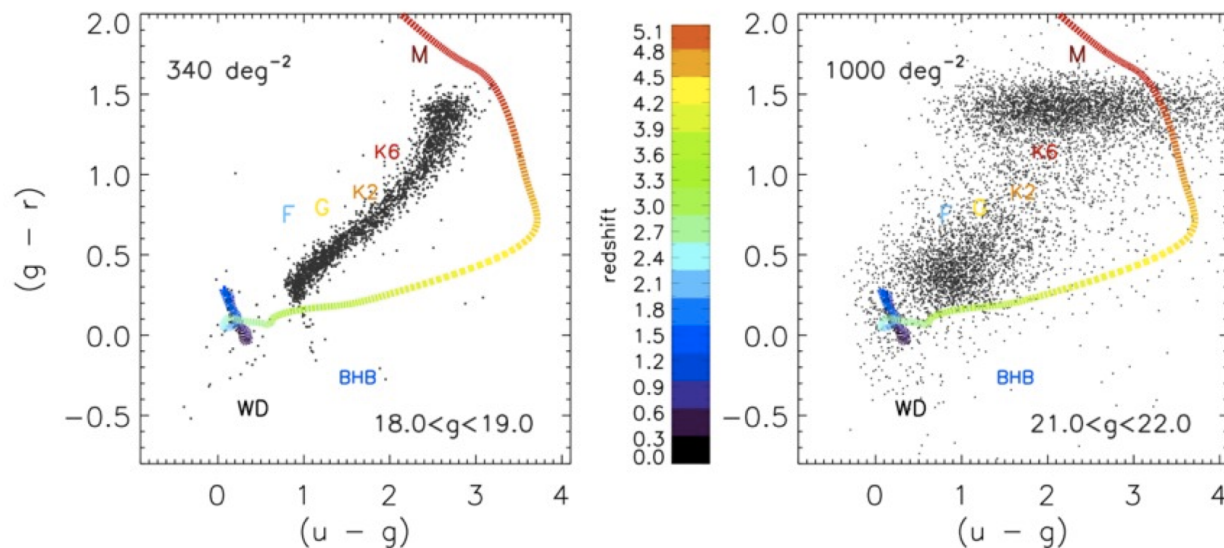 340 deg⁻²
M
K6
K2
G
F
BHB
WD
18.0<g<19.0
2.0
1.5
1.0
0.5
0.0
−0.5
(g − r)
0 1 2 3 4
(u − g)
redshift
5.1
4.8
4.5
4.2
3.9
3.6
3.3
3.0
2.7
2.4
2.1
1.8
1.5
1.2
0.9
0.6
0.3
0.0
1000 deg⁻²
M
K6
K2
G
F
BHB
WD
21.0<g<22.0
2.0
1.5
1.0
0.5
0.0
−0.5
0 1 2 3 4
(u − g)